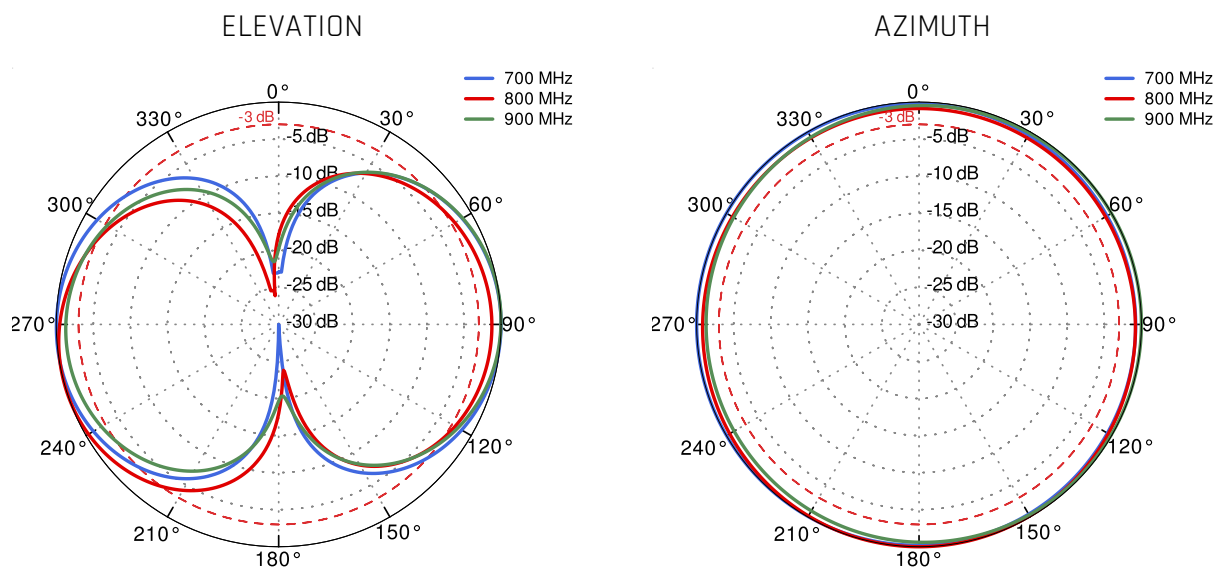 ELEVATION
700 MHz
800 MHz
900 MHz
0°
330°
30°
-3 dB
-5 dB
-10 dB
300°
60°
-15 dB
-20 dB
-25 dB
270°
-30 dB
90°
240°
120°
210°
150°
180°
AZIMUTH
700 MHz
800 MHz
900 MHz
0°
330°
30°
-3 dB
-5 dB
-10 dB
300°
60°
-15 dB
-20 dB
-25 dB
270°
-30 dB
90°
240°
120°
210°
150°
180°